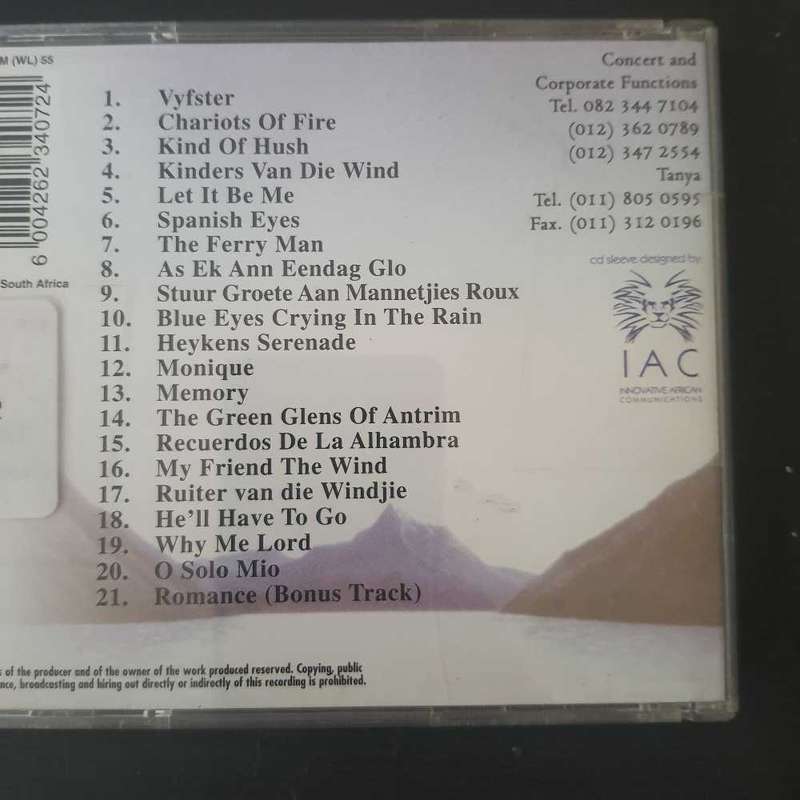 M (WL) 55
6 004262 340724
South Africa
1. Vyfster
2. Chariots Of Fire
3. Kind Of Hush
4. Kinders Van Die Wind
5. Let It Be Me
6. Spanish Eyes
7. The Ferry Man
8. As Ek Ann Eendag Glo
9. Stuur Groete Aan Mannetjies Roux
10. Blue Eyes Crying In The Rain
11. Heykens Serenade
12. Monique
13. Memory
14. The Green Glens Of Antrim
15. Recuerdos De La Alhambra
16. My Friend The Wind
17. Ruiter van die Windjie
18. He'll Have To Go
19. Why Me Lord
20. O Solo Mio
21. Romance (Bonus Track)
Concert and
Corporate Functions
Tel. 082 344 7104
(012) 362 0789
(012) 347 2554
Tanya
Tel. (011) 805 0595
Fax. (011) 312 0196
cd sleeve designed by
IAC
INNOVATIVE AFRICAN
COMMUNICATIONS
of the producer and of the owner of the work produced reserved. Copying, public
broadcasting and hiring out directly or indirectly of this recording is prohibited.